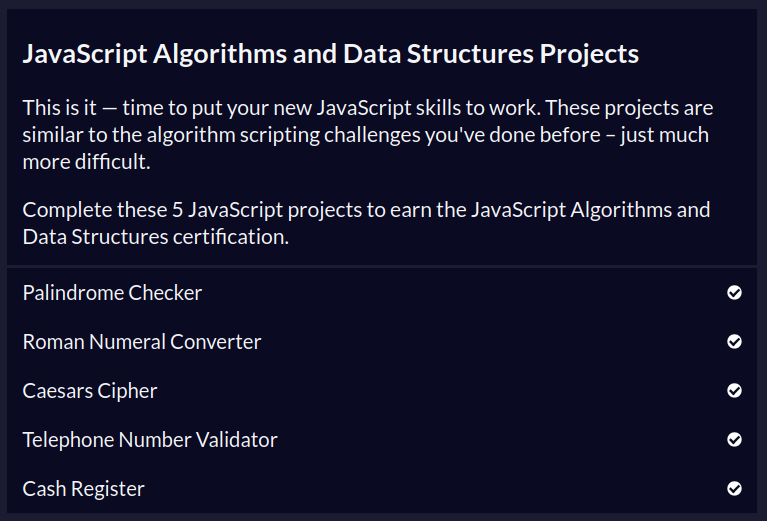 JavaScript Algorithms and Data Structures Projects
This is it — time to put your new JavaScript skills to work. These projects are
similar to the algorithm scripting challenges you've done before – just much
more difficult.
Complete these 5 JavaScript projects to earn the JavaScript Algorithms and
Data Structures certification.
Palindrome Checker
Roman Numeral Converter
Caesars Cipher
Telephone Number Validator
Cash Register